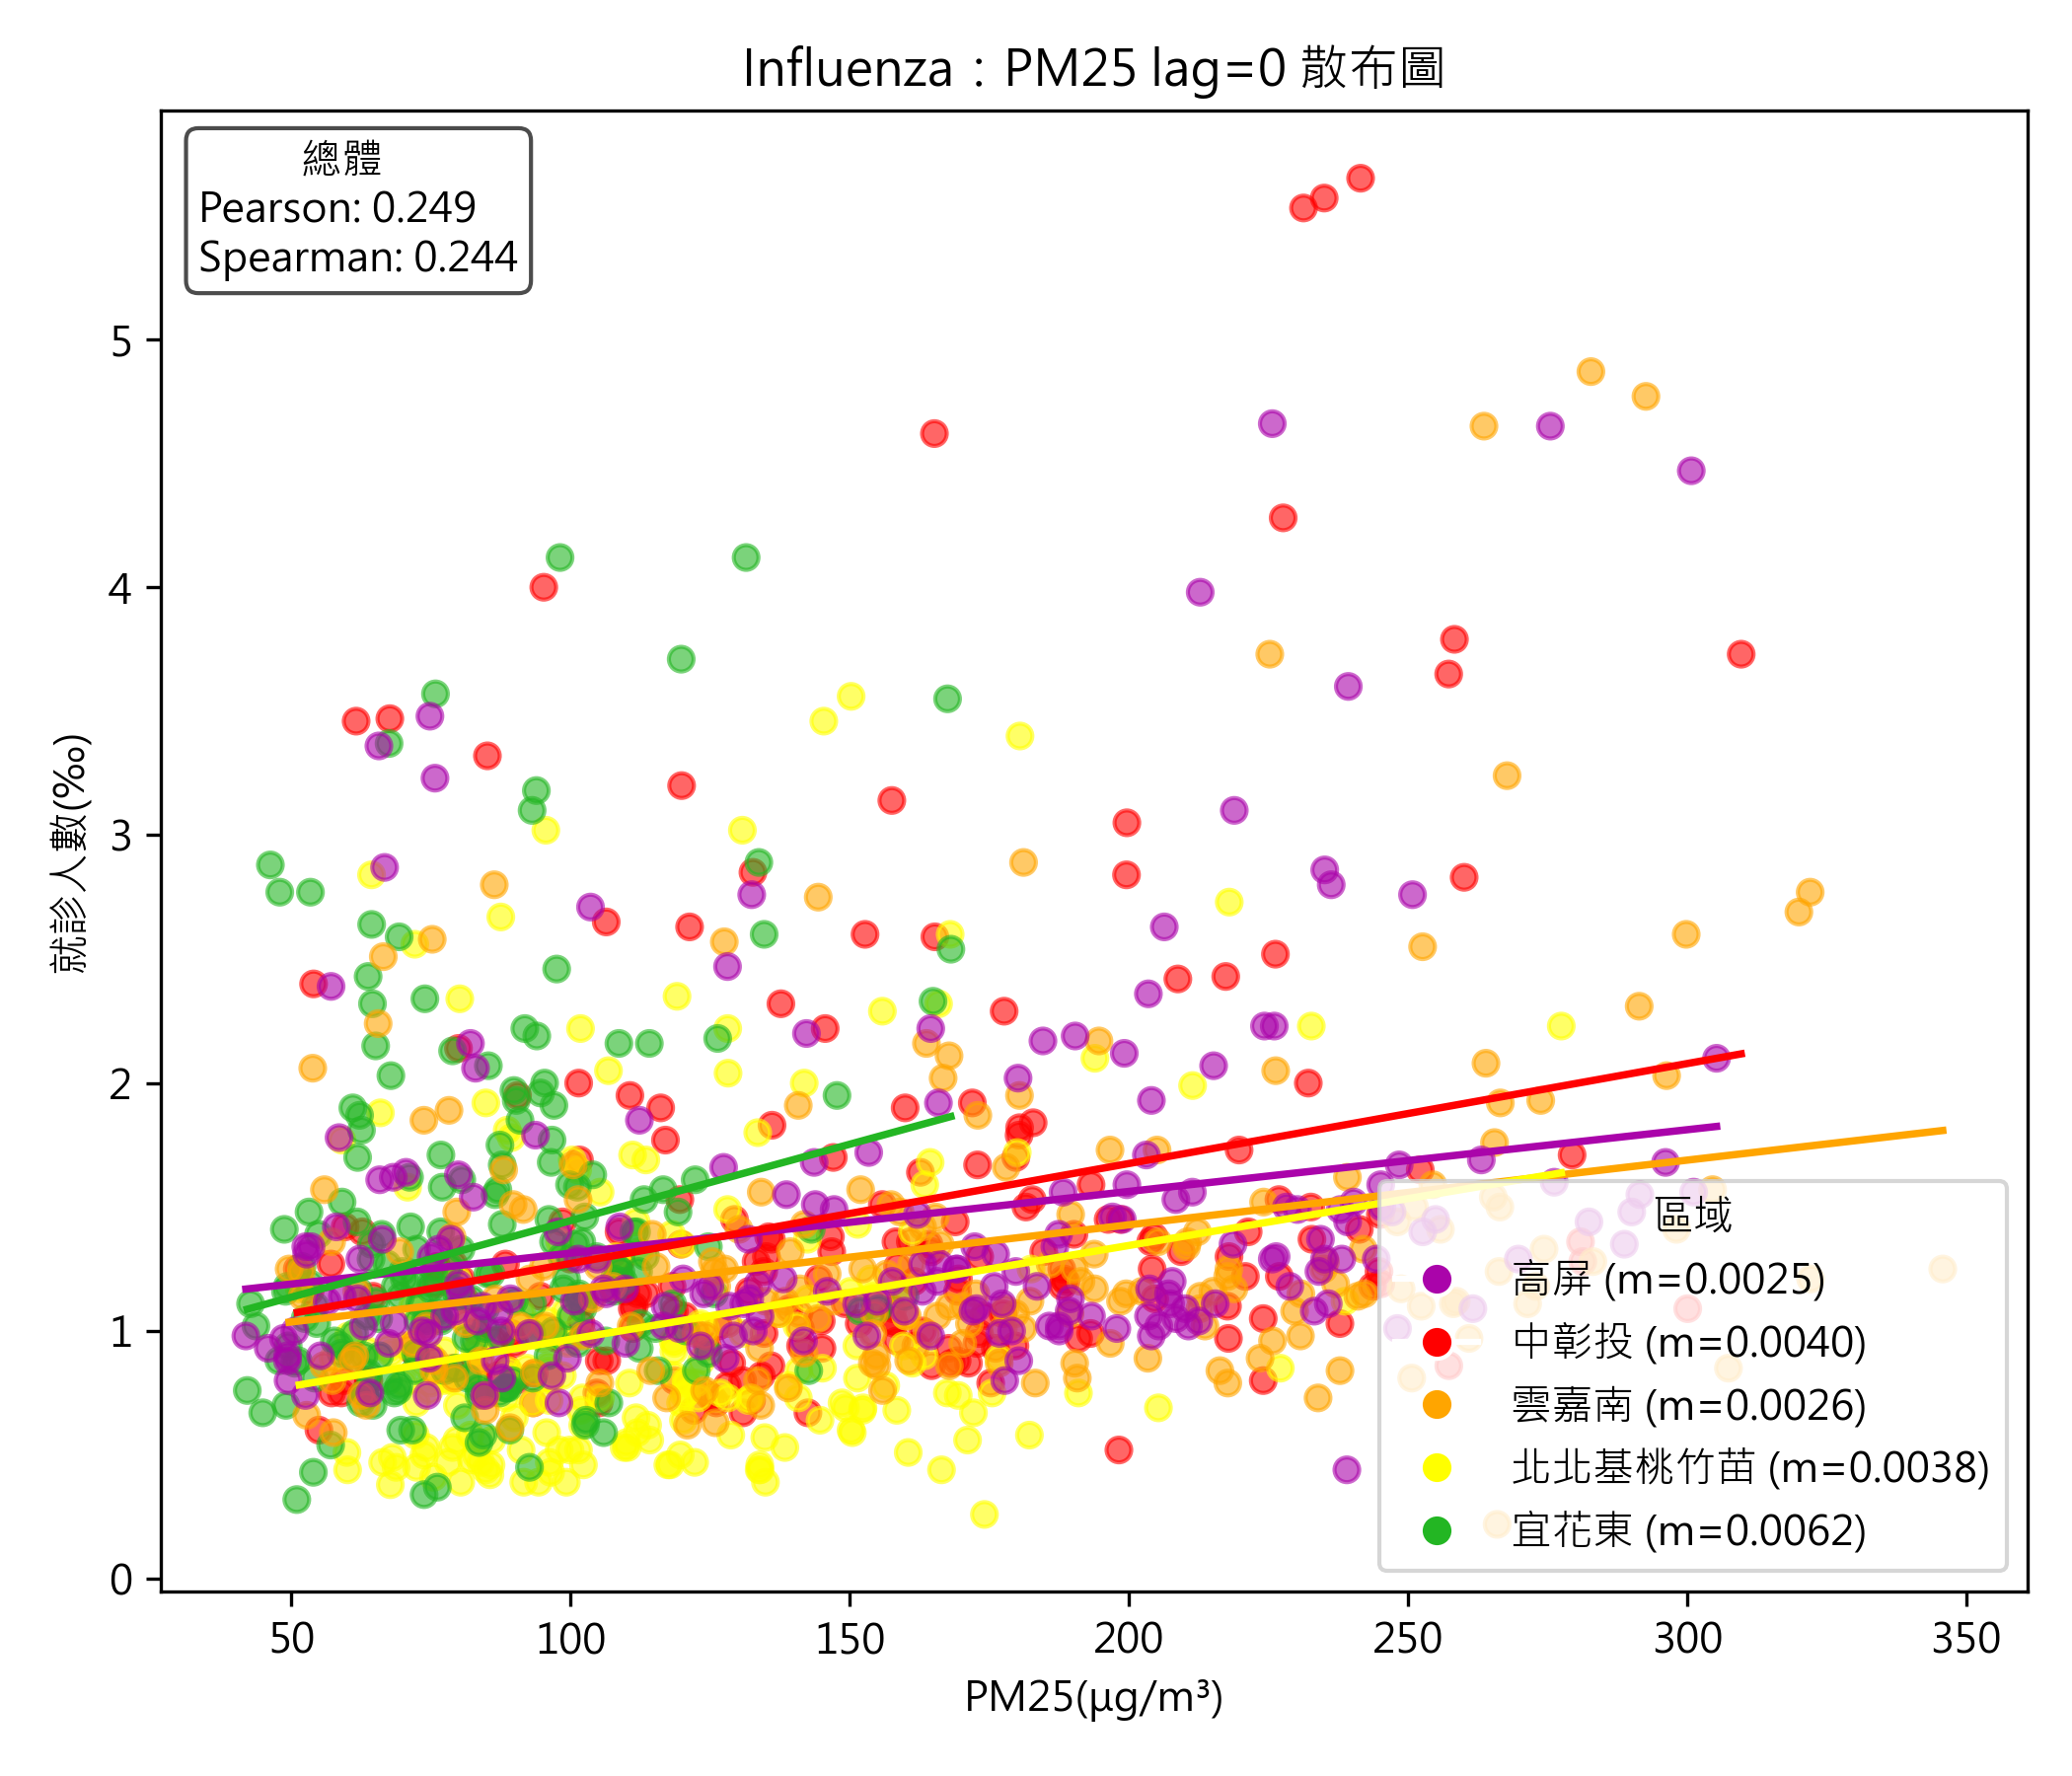 Influenza：PM25 lag=0 散布圖
總體
Pearson: 0.249
Spearman: 0.244
就診人數(‰)
5
4
3
2
1
0
區域
高屏 (m=0.0025)
中彰投 (m=0.0040)
雲嘉南 (m=0.0026)
北北基桃竹苗 (m=0.0038)
宜花東 (m=0.0062)
50 100 150 200 250 300 350
PM25(μg/m³)